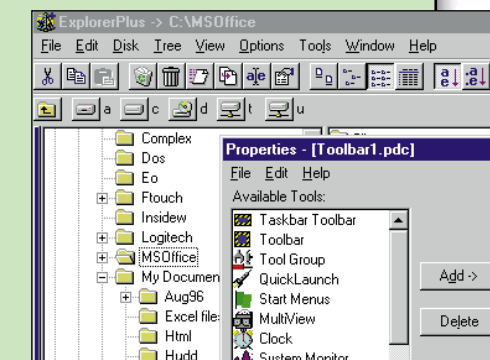 ExplorerPlus -> C:\MSOffice
File Edit Disk Tree View Options Tools Window Help
a c d t u
Complex
Dos
Eo
Ftouch
Insidew
Logitech
MSOffice
My Documen
Aug96
Excel file:
Html
Hudd
Properties - [Toolbar1.pdc]
File Edit Help
Available Tools:
Taskbar Toolbar
Toolbar
Tool Group
QuickLaunch
Start Menus
MultiView
Clock
System Monitor
Add ->
Delete